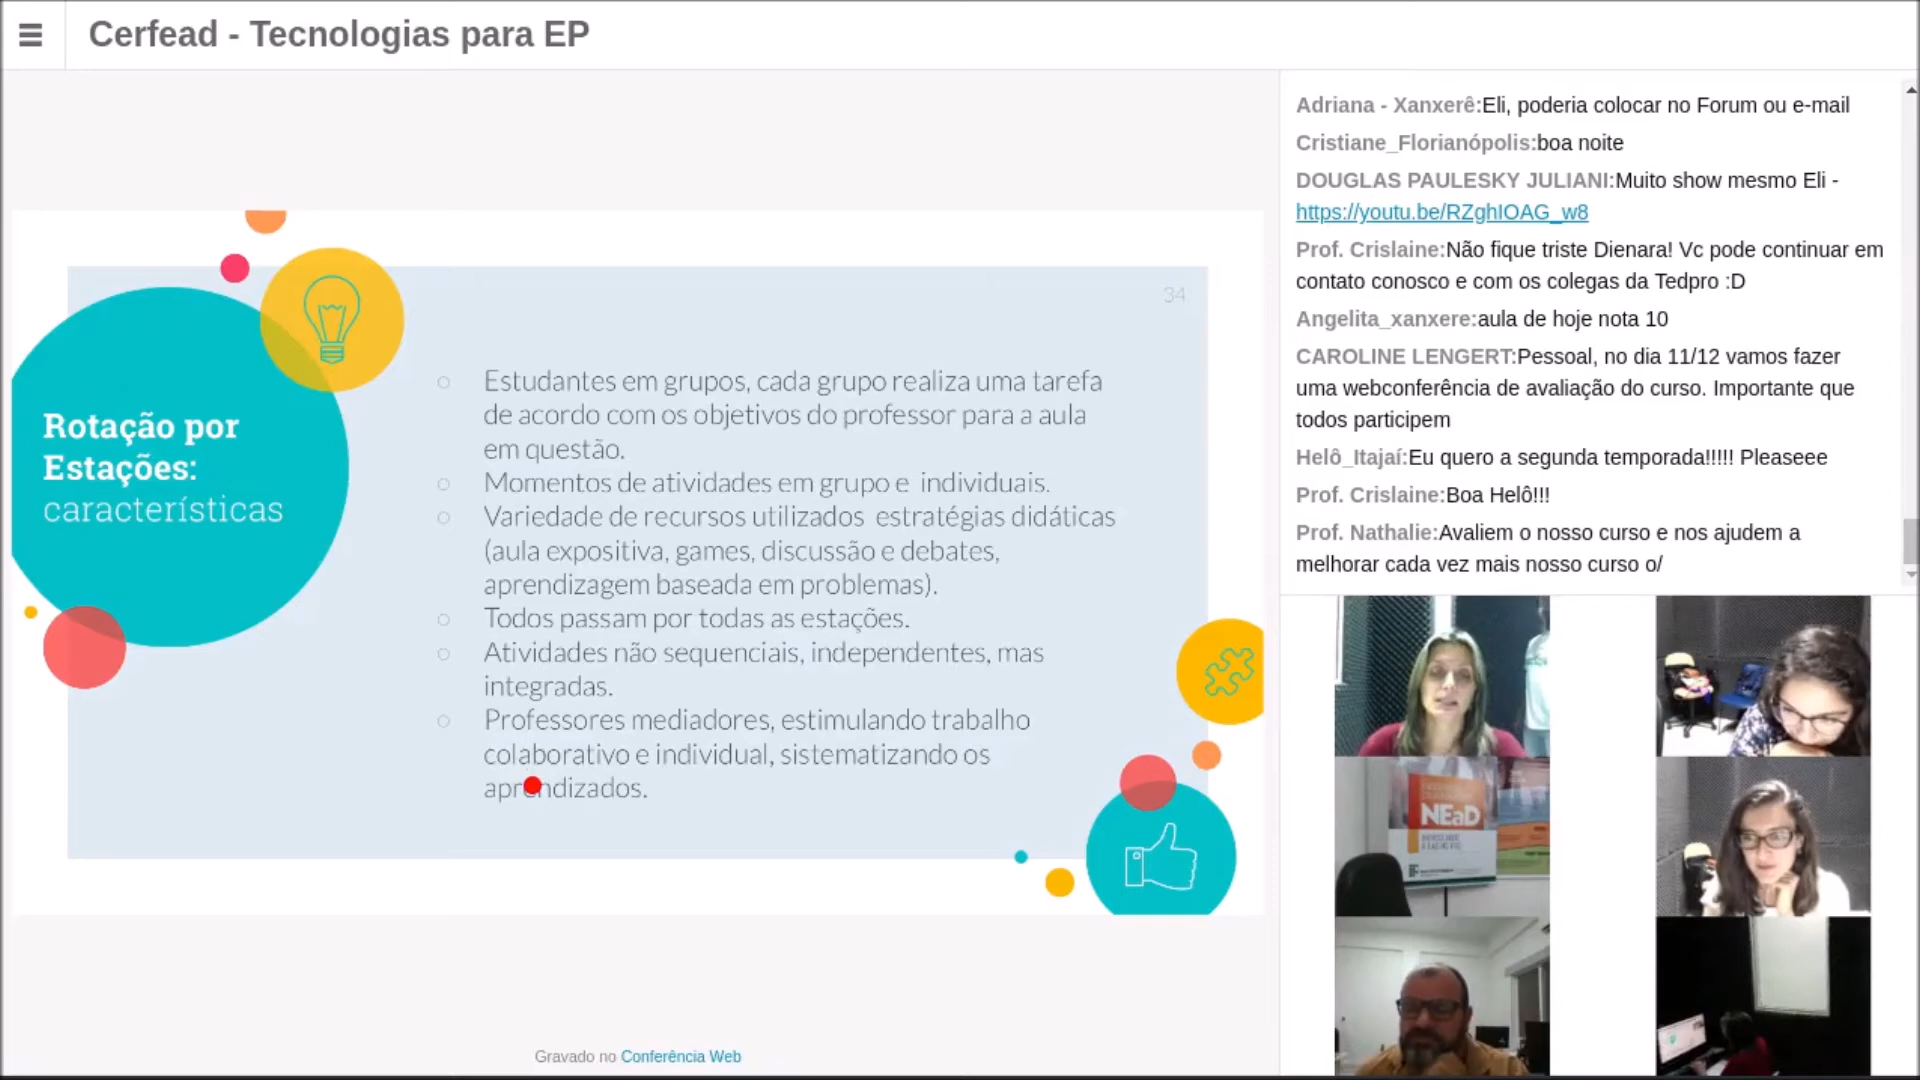 Cerfead - Tecnologias para EP
34
Rotação por
Estações:
características
Estudantes em grupos, cada grupo realiza uma tarefa
de acordo com os objetivos do professor para a aula
em questão.
Momentos de atividades em grupo e individuais.
Variedade de recursos utilizados estratégias didáticas
(aula expositiva, games, discussão e debates,
aprendizagem baseada em problemas).
Todos passam por todas as estações.
Atividades não sequenciais, independentes, mas
integradas.
Professores mediadores, estimulando trabalho
colaborativo e individual, sistematizando os
aprendizados.
Gravado no Conferência Web
Adriana - Xanxerê:Eli, poderia colocar no Forum ou e-mail
Cristiane_Florianópolis:boa noite
DOUGLAS PAULESKY JULIANI:Muito show mesmo Eli -
https://youtu.be/RZghIOAG_w8
Prof. Crislaine:Não fique triste Dienara! Vc pode continuar em
contato conosco e com os colegas da Tedpro :D
Angelita_xanxere:aula de hoje nota 10
CAROLINE LENGERT:Pessoal, no dia 11/12 vamos fazer
uma webconferência de avaliação do curso. Importante que
todos participem
Helô_Itajaí:Eu quero a segunda temporada!!!!! Pleaseee
Prof. Crislaine:Boa Helô!!!
Prof. Nathalie:Avaliem o nosso curso e nos ajudem a
melhorar cada vez mais nosso curso o/
NEaD